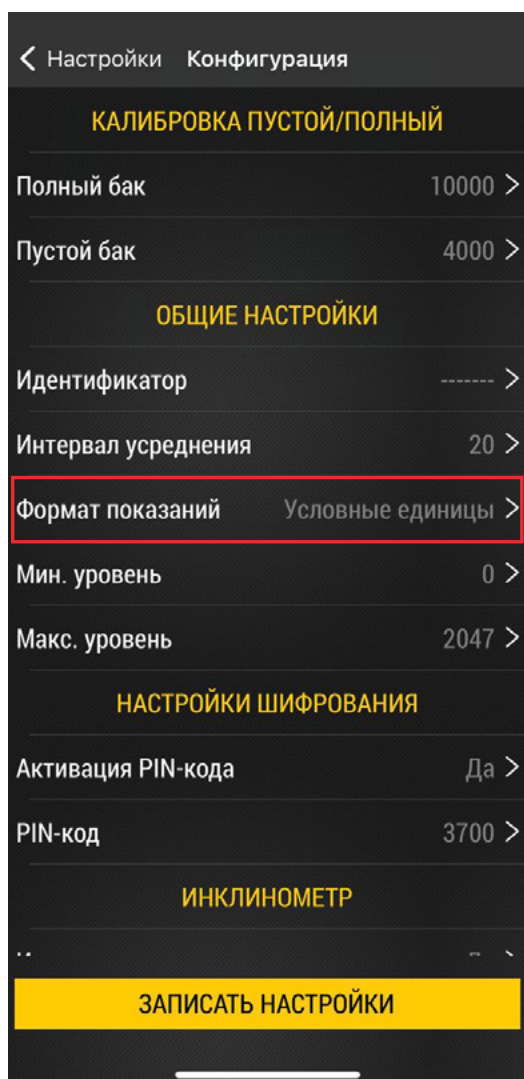 Настройки Конфигурация
КАЛИБРОВКА ПУСТОЙ/ПОЛНЫЙ
Полный бак 10000
Пустой бак 4000
ОБЩИЕ НАСТРОЙКИ
Идентификатор -------
Интервал усреднения 20
Формат показаний Условные единицы
Мин. уровень 0
Макс. уровень 2047
НАСТРОЙКИ ШИФРОВАНИЯ
Активация PIN-кода Да
PIN-код 3700
ИНКЛИНОМЕТР
ЗАПИСАТЬ НАСТРОЙКИ